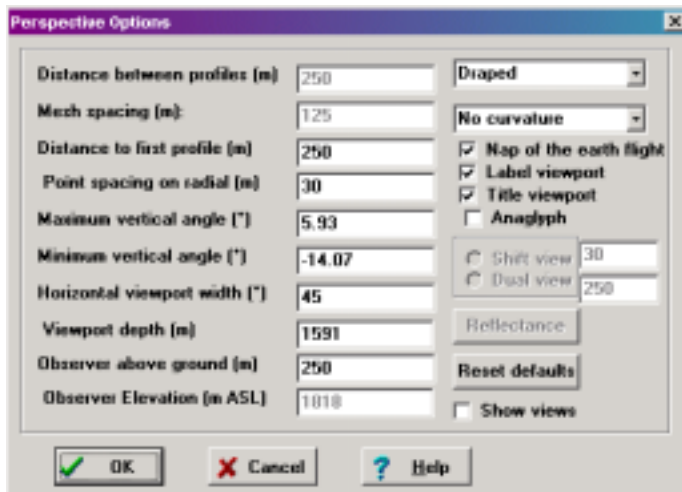 Perspective Options
Distance between profiles (m) 250
Mesh spacing (m): 125
Distance to first profile (m) 250
Point spacing on radial (m) 30
Maximum vertical angle (°) 5.93
Minimum vertical angle (°) -14.07
Horizontal viewport width (°) 45
Viewport depth (m) 1591
Observer above ground (m) 250
Observer Elevation (m ASL) 1818
Draped
No curvature
Nap of the earth flight
Label viewport
Title viewport
Anaglyph
Shift view 30
Dual view 250
Reflectance
Reset defaults
Show views
OK Cancel Help